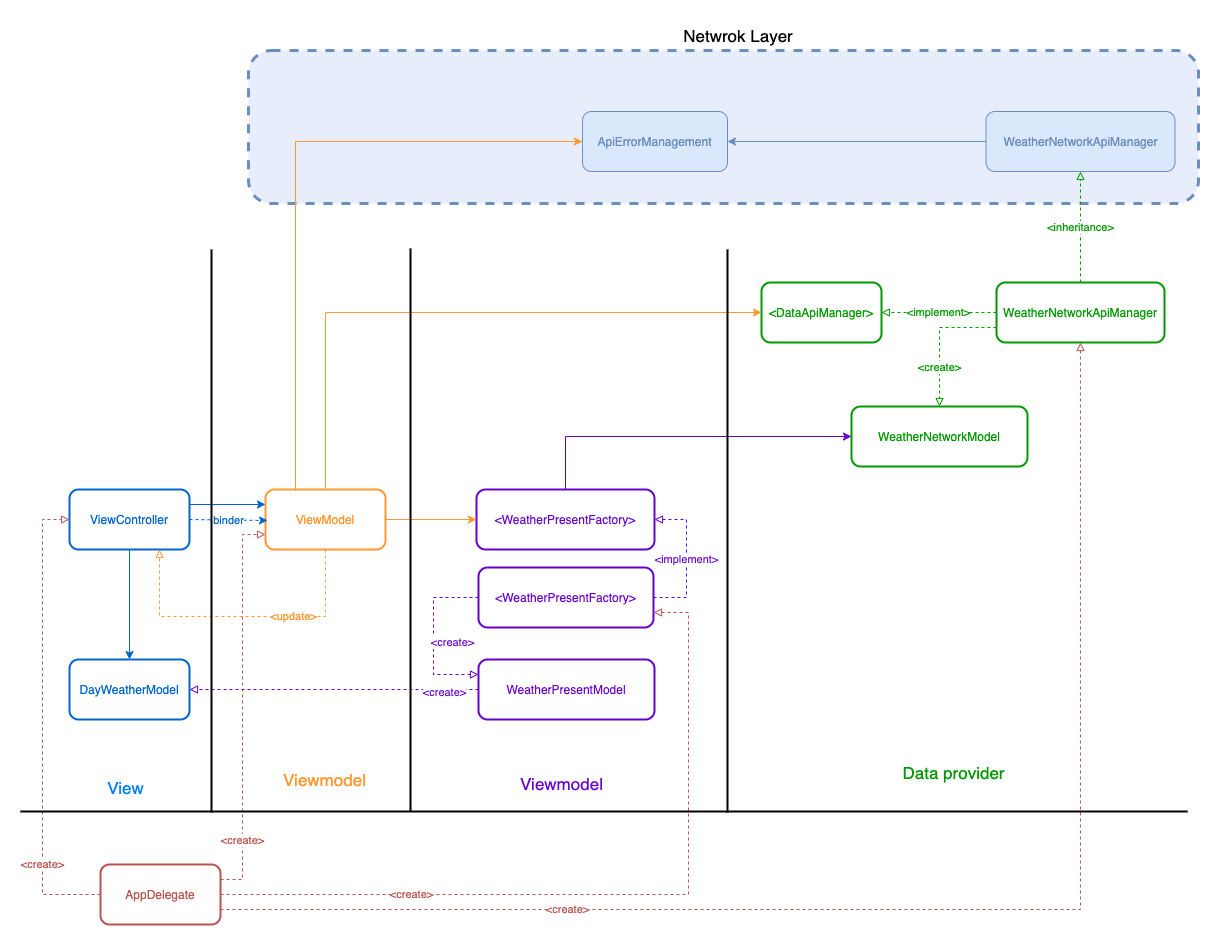 Netwrok Layer
ApiErrorManagement
WeatherNetworkApiManager
<inheritance>
<DataApiManager>
<implement>
WeatherNetworkApiManager
<create>
WeatherNetworkModel
ViewController
binder
ViewModel
<WeatherPresentFactory>
<implement>
<WeatherPresentFactory>
<update>
<create>
DayWeatherModel
<create>
WeatherPresentModel
View
Viewmodel
Viewmodel
Data provider
<create>
<create>
AppDelegate
<create>
<create>